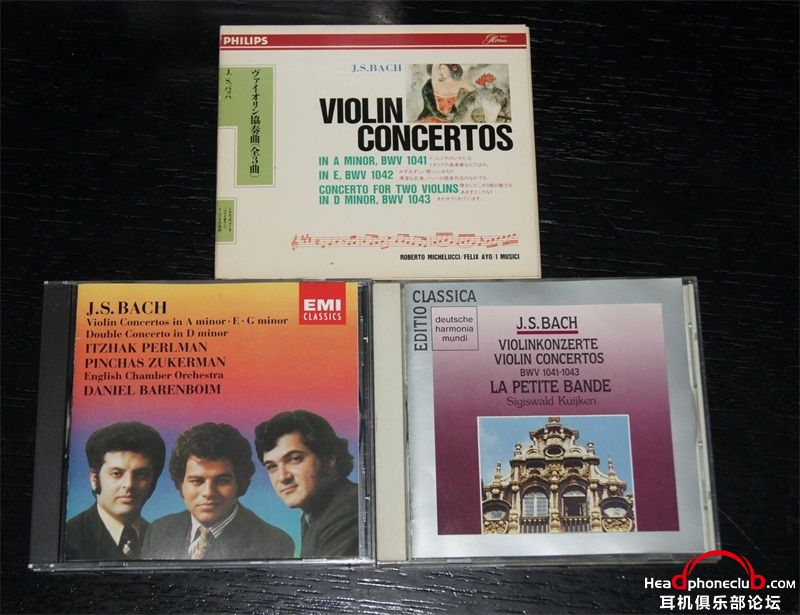 PHILIPS
J.S.BACH
ヴァイオリン協奏曲(全3曲)
J. S. バッハ
VIOLIN
CONCERTOS
IN A MINOR, BWV 1041
IN E, BWV 1042
CONCERTO FOR TWO VIOLINS
IN D MINOR, BWV 1043
ROBERTO MICHELUCCI/FELIX AYO/I MUSICI
J.S.BACH
Violin Concertos in A minor·E·G minor
Double Concerto in D minor
ITZHAK PERLMAN
PINCHAS ZUKERMAN
English Chamber Orchestra
DANIEL BARENBOIM
EMI
CLASSICS
EDITIO CLASSICA
deutsche
harmonia
mundi
J.S.BACH
VIOLINKONZERTE
VIOLIN CONCERTOS
BWV 1041-1043
LA PETITE BANDE
Sigiswald Kuijken
Headphoneclub.com
耳机俱乐部论坛